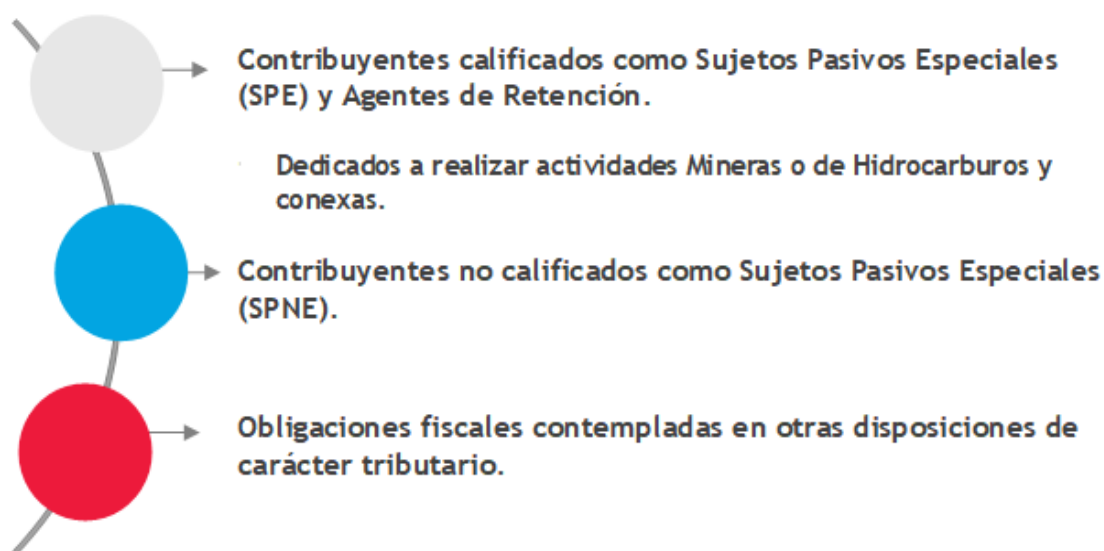 Contribuyentes calificados como Sujetos Pasivos Especiales
(SPE) y Agentes de Retención.
Dedicados a realizar actividades Mineras o de Hidrocarburos y
conexas.
Contribuyentes no calificados como Sujetos Pasivos Especiales
(SPNE).
Obligaciones fiscales contempladas en otras disposiciones de
carácter tributario.